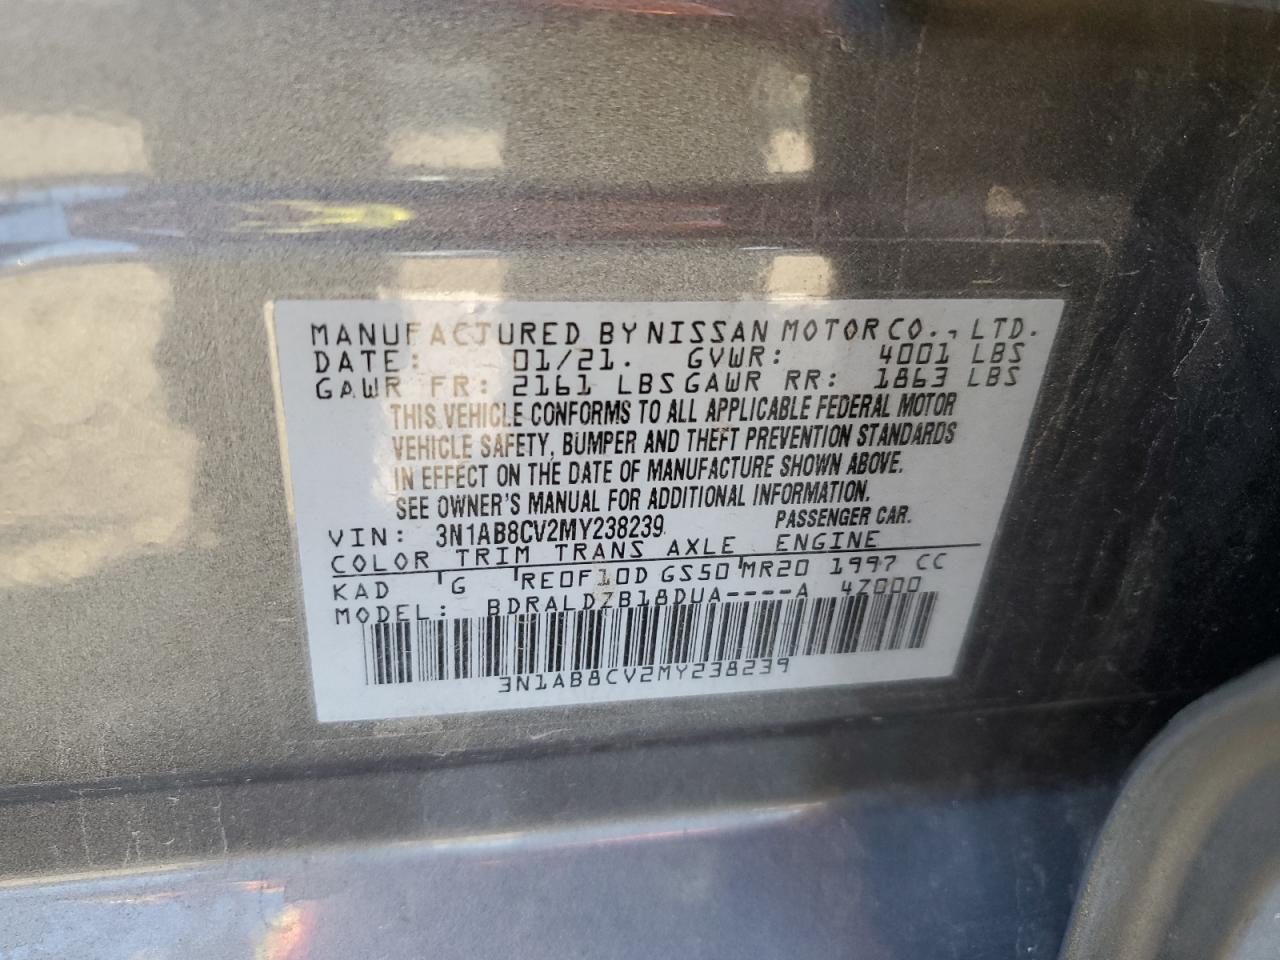 MANUFACTURED BY NISSAN MOTOR CO., LTD.
DATE: 01/21. GVWR: 4001 LBS
GAWR FR: 2161 LBS GAWR RR: 1863 LBS
THIS VEHICLE CONFORMS TO ALL APPLICABLE FEDERAL MOTOR
VEHICLE SAFETY, BUMPER AND THEFT PREVENTION STANDARDS
IN EFFECT ON THE DATE OF MANUFACTURE SHOWN ABOVE.
SEE OWNER'S MANUAL FOR ADDITIONAL INFORMATION.
VIN: 3N1AB8CV2MY238239 PASSENGER CAR.
COLOR TRIM TRANS AXLE ENGINE
KAD G RE0F10D GS50 MR20 1997 CC
MODEL: BDRALDZB18DUA----A 4Z000
3N1AB8CV2MY238239